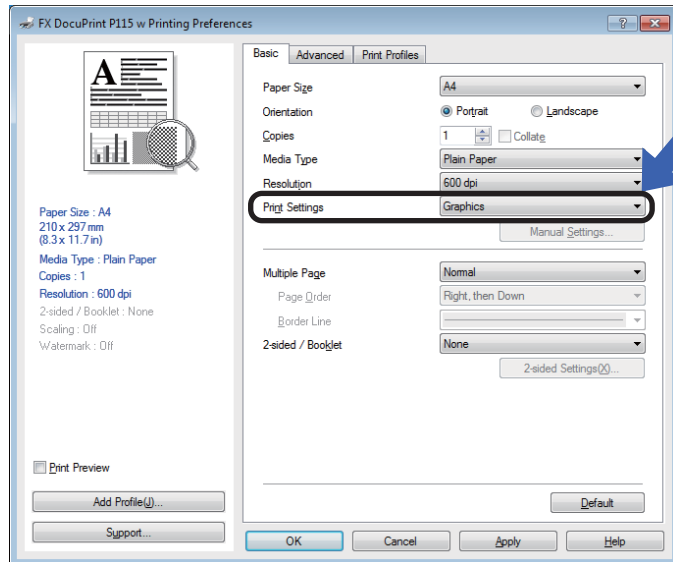 FX DocuPrint P115 w Printing Preferences
Basic Advanced Print Profiles
A
Paper Size A4
Orientation Portrait Landscape
Copies 1 Collate
Media Type Plain Paper
Resolution 600 dpi
Print Settings Graphics
Manual Settings...
Multiple Page Normal
Page Order Right, then Down
Border Line
2-sided / Booklet None
2-sided Settings(X)...
Paper Size : A4
210 x 297 mm
(8.3 x 11.7 in)
Media Type : Plain Paper
Copies : 1
Resolution : 600 dpi
2-sided / Booklet : None
Scaling : Off
Watermark : Off
Print Preview
Add Profile(J)...
Support...
Default
OK Cancel Apply Help